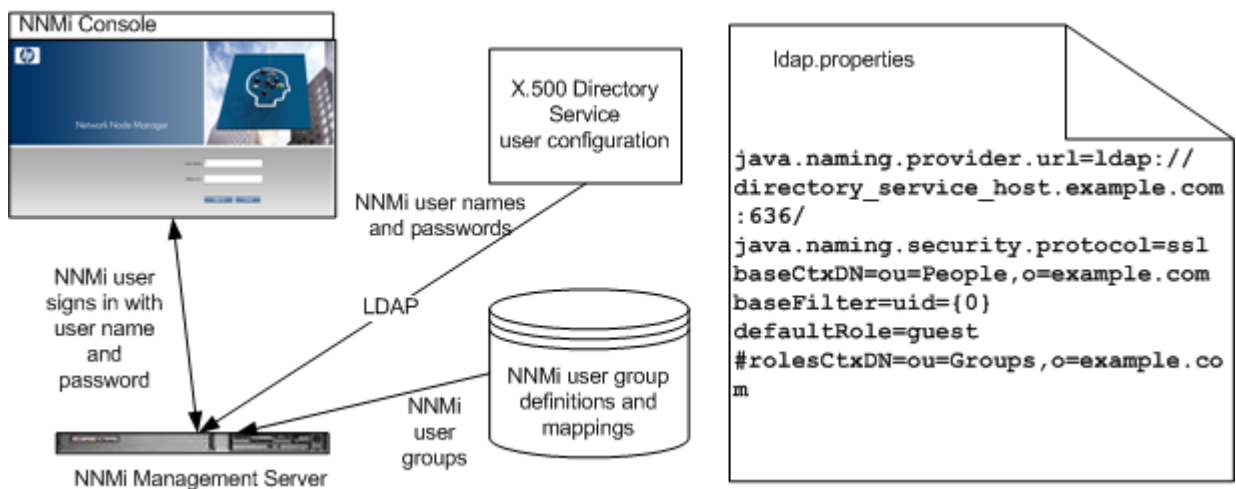 NNMi Console
hp
Network Node Manager
NNMi user
signs in with
user name
and
password
NNMi Management Server
X.500 Directory
Service
user configuration
NNMi user names
and passwords
LDAP
NNMi
user
groups
NNMi user group
definitions and
mappings
ldap.properties
java.naming.provider.url=ldap://
directory_service_host.example.com
:636/
java.naming.security.protocol=ssl
baseCtxDN=ou=People,o=example.com
baseFilter=uid={0}
defaultRole=guest
#rolesCtxDN=ou=Groups,o=example.co
m